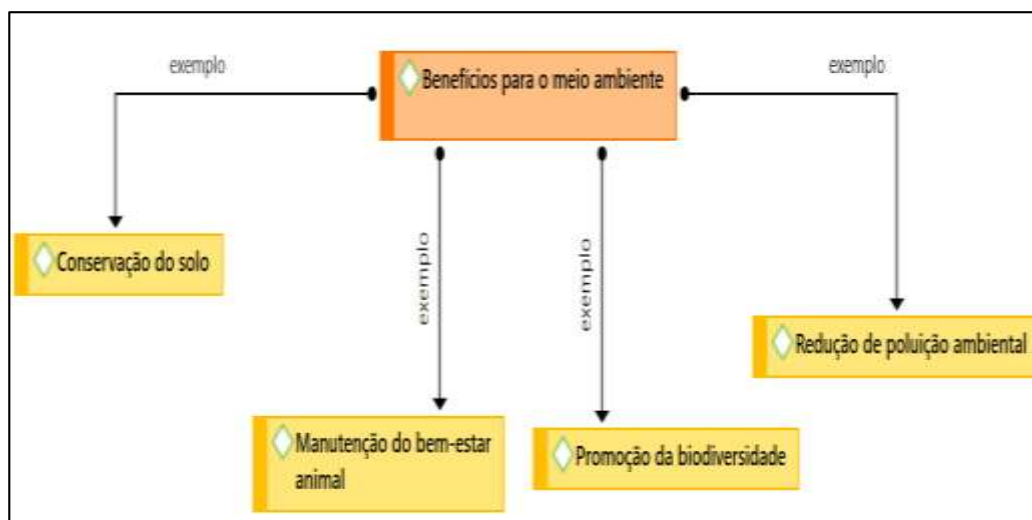 exemplo
Benefícios para o meio ambiente
exemplo
Conservação do solo
exemplo
exemplo
Redução de poluição ambiental
Manutenção do bem-estar
animal
Promoção da biodiversidade